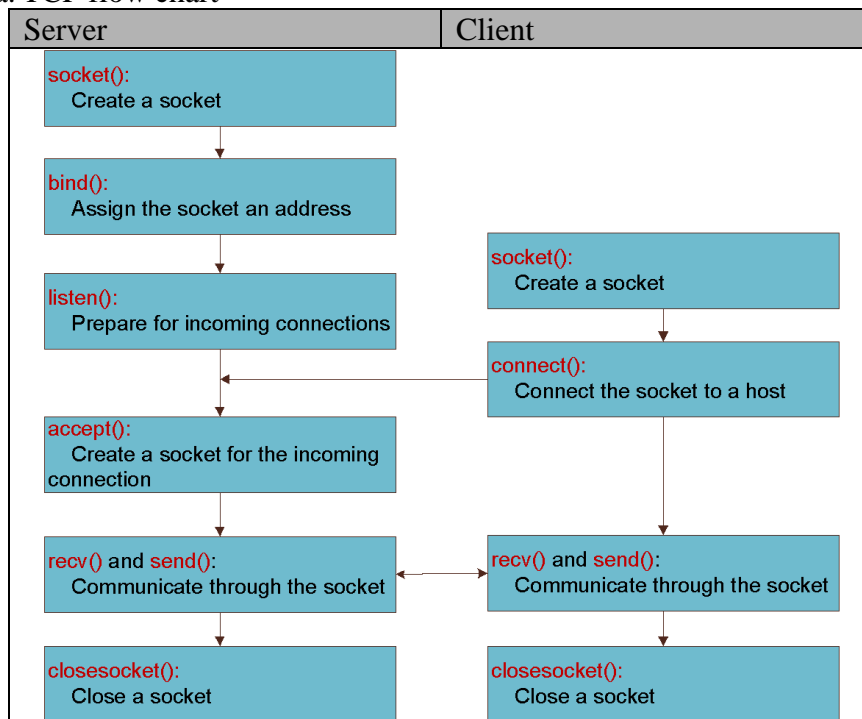 a. TCP flow chart
Server
Client
socket():
Create a socket
bind():
Assign the socket an address
listen():
Prepare for incoming connections
accept():
Create a socket for the incoming
connection
recv() and send():
Communicate through the socket
closesocket():
Close a socket
socket():
Create a socket
connect():
Connect the socket to a host
recv() and send():
Communicate through the socket
closesocket():
Close a socket